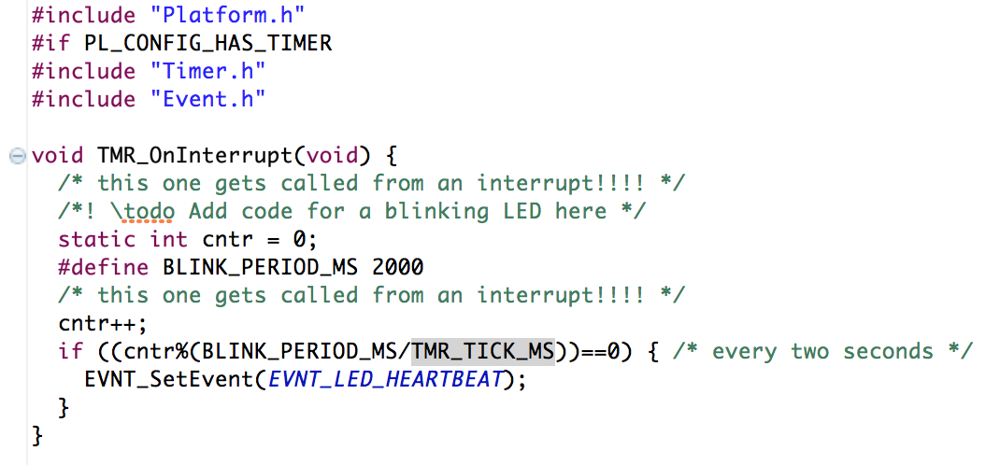 #include "Platform.h"
#if PL_CONFIG_HAS_TIMER
#include "Timer.h"
#include "Event.h"
void TMR_OnInterrupt(void) {
/* this one gets called from an interrupt!!!! */
/*! \todo Add code for a blinking LED here */
static int cntr = 0;
#define BLINK_PERIOD_MS 2000
/* this one gets called from an interrupt!!!! */
cntr++;
if ((cntr%(BLINK_PERIOD_MS/TMR_TICK_MS))==0) { /* every two seconds */
EVNT_SetEvent(EVNT_LED_HEARTBEAT);
}
}